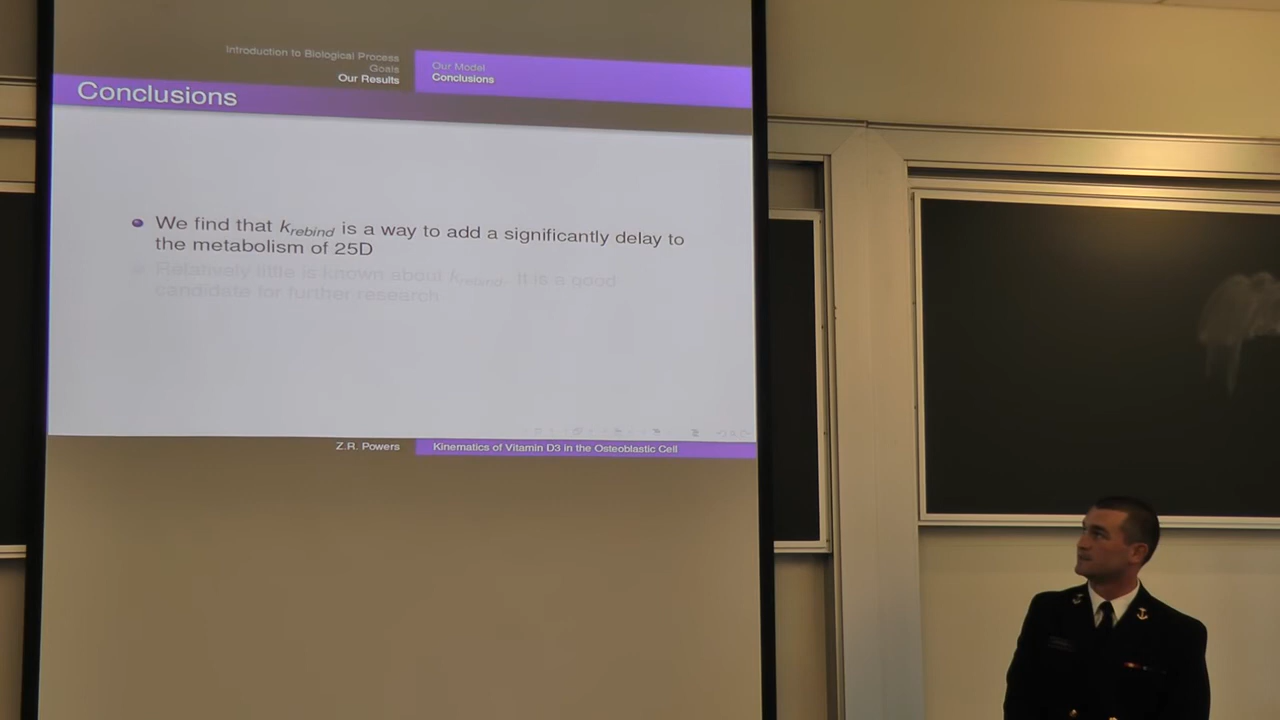 Introduction to Biological Process
Goals
Our Results
Our Model
Conclusions
Conclusions
We find that k_rebind is a way to add a significantly delay to
the metabolism of 25D
Relatively little is known about k_rebind. It is a good
candidate for further research
Z.R. Powers
Kinematics of Vitamin D3 in the Osteoblastic Cell